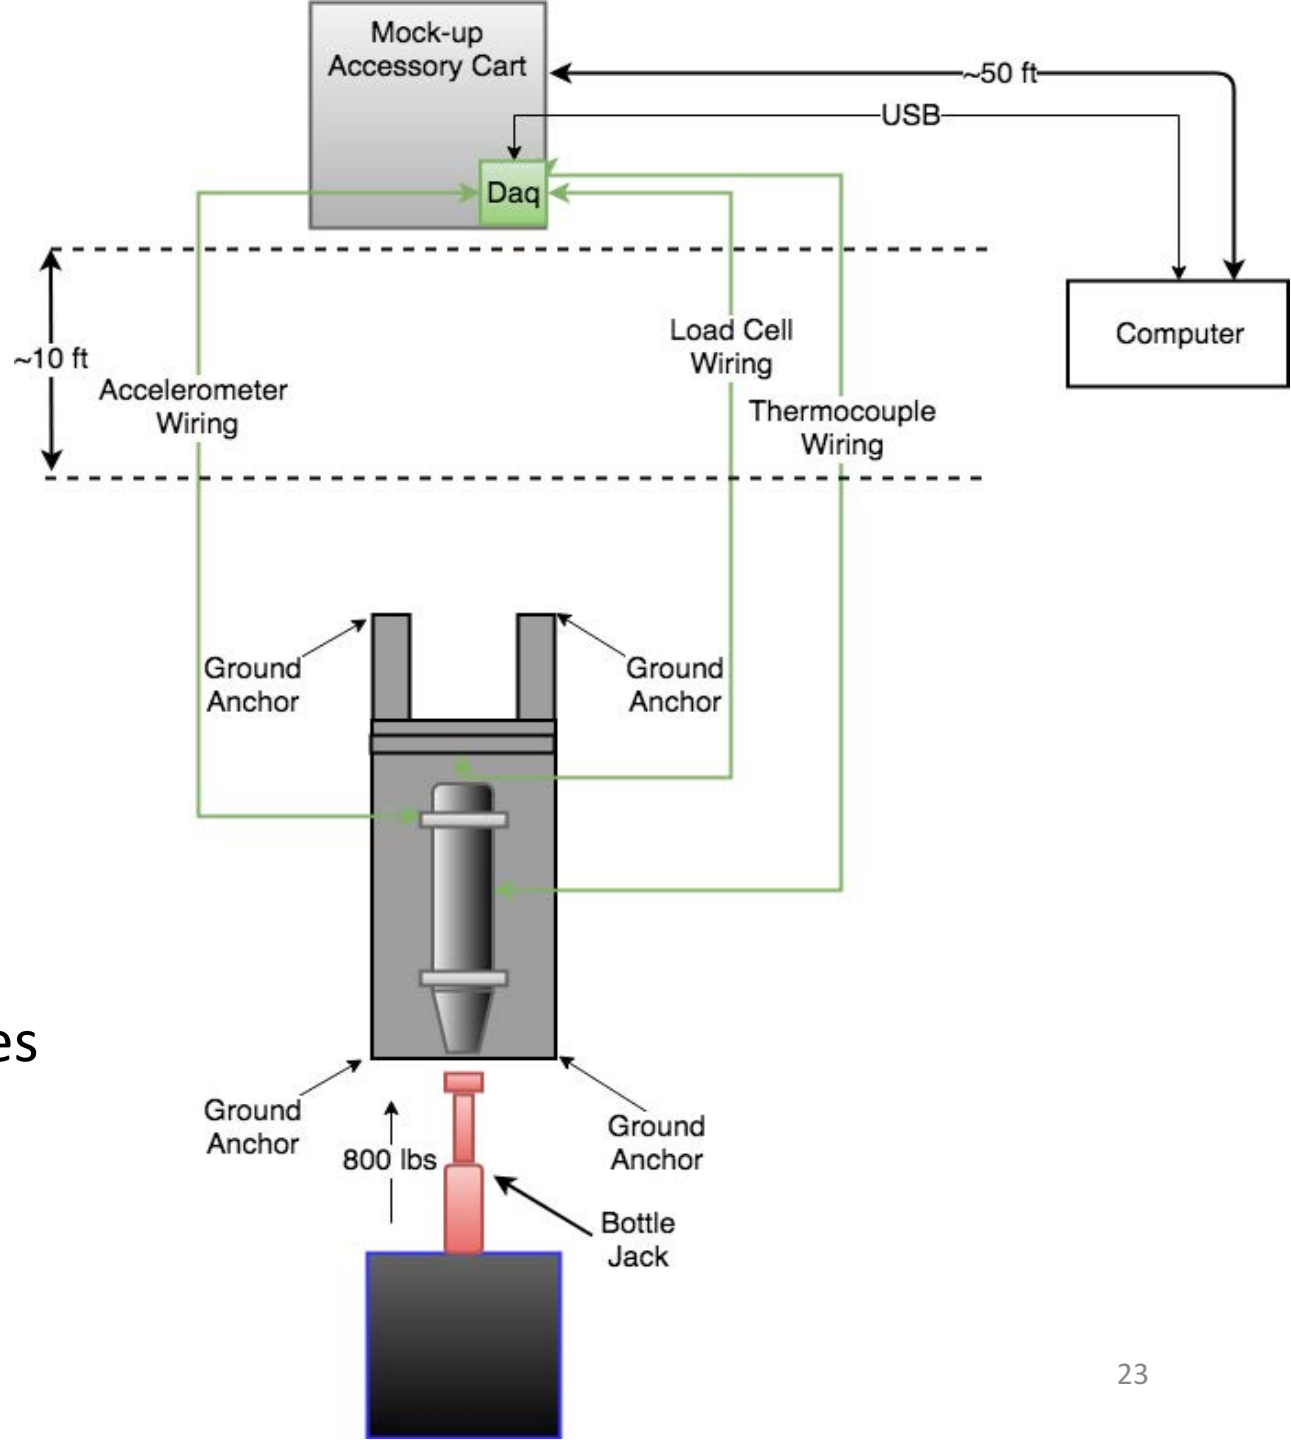 Mock-up
Accessory Cart
~50 ft
USB
Daq
~10 ft
Load Cell
Wiring
Computer
Accelerometer
Wiring
Thermocouple
Wiring
Ground
Anchor
Ground
Anchor
es
Ground
Anchor
Ground
Anchor
800 lbs
Bottle
Jack
23